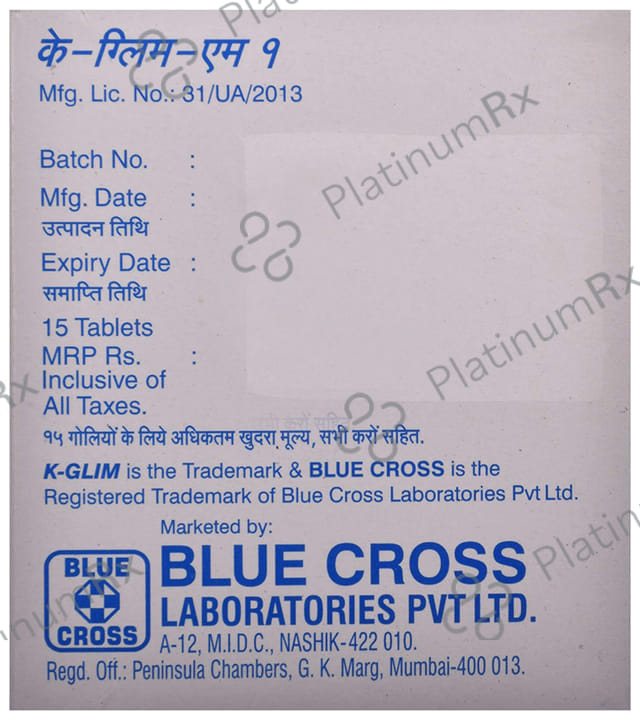 के-ग्लिम-एम १
Mfg. Lic. No.: 31/UA/2013
Batch No. :
Mfg. Date :
उत्पादन तिथि
Expiry Date :
समाप्ति तिथि
15 Tablets
MRP Rs. :
Inclusive of
All Taxes.
१५ गोलियों के लिये अधिकतम खुदरा मूल्य, सभी करों सहित.
K-GLIM is the Trademark & BLUE CROSS is the
Registered Trademark of Blue Cross Laboratories Pvt Ltd.
Marketed by:
BLUE
CROSS
BLUE CROSS
LABORATORIES PVT LTD.
A-12, M.I.D.C., NASHIK-422 010.
Regd. Off.: Peninsula Chambers, G. K. Marg, Mumbai-400 013.
PlatinumRx
PlatinumRx
PlatinumRx
PlatinumRx